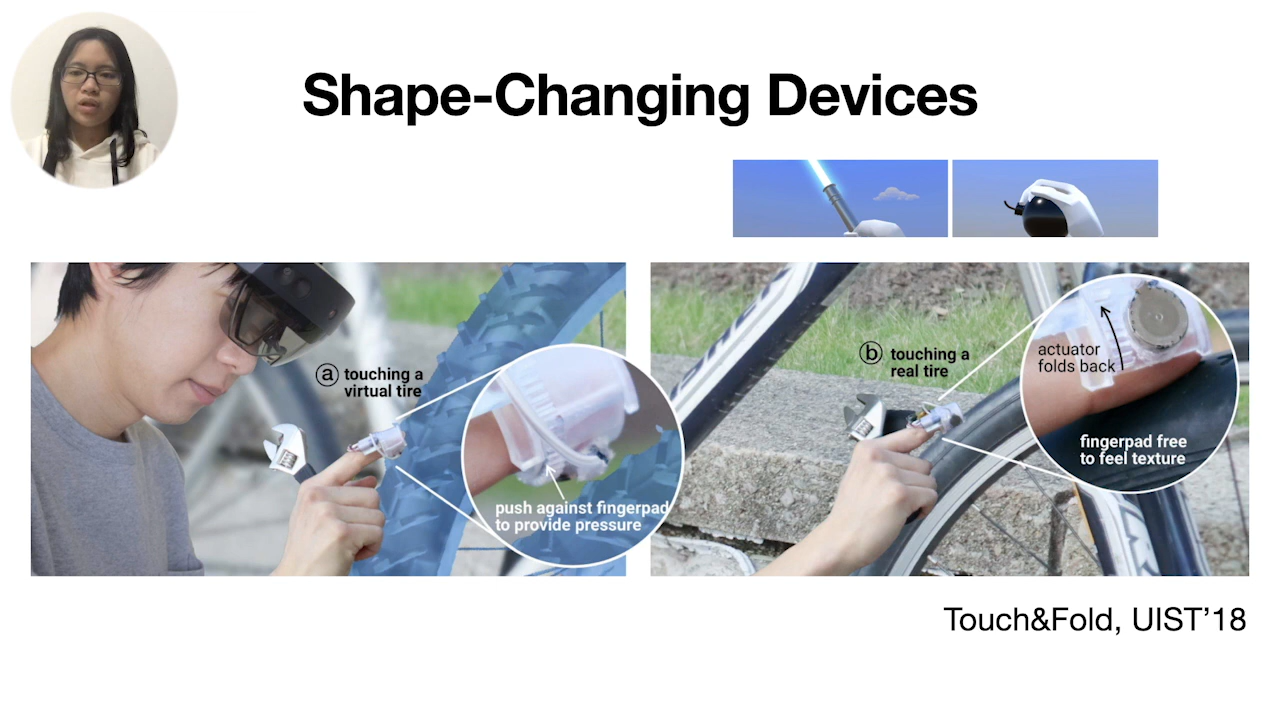 Shape-Changing Devices
ⓐ touching a
virtual tire
push against fingerpad
to provide pressure
ⓑ touching a
real tire
actuator
folds back
fingerpad free
to feel texture
Touch&Fold, UIST’18